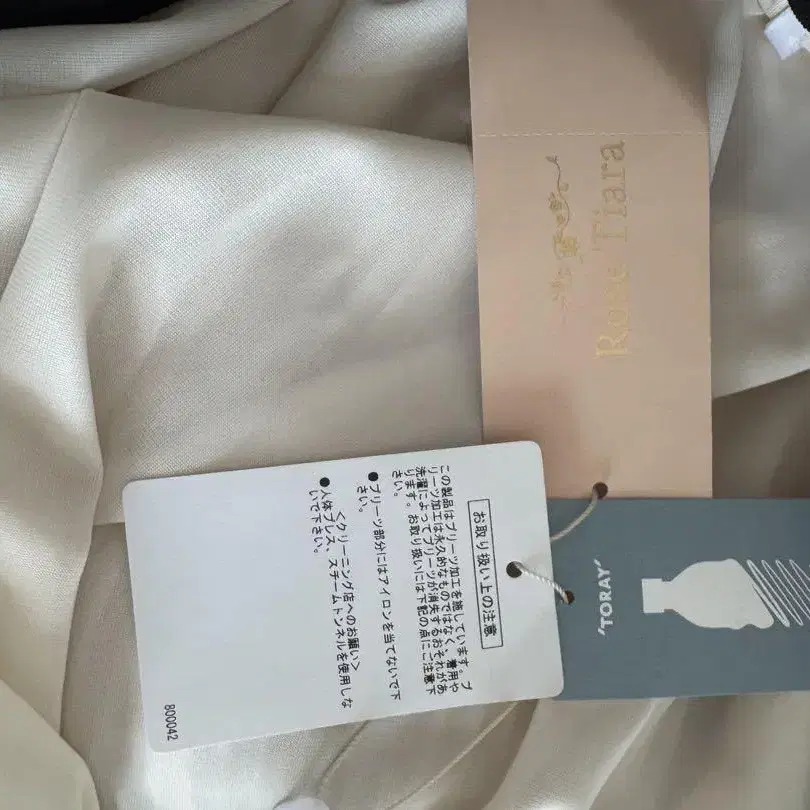 Rose Tiara
'TORAY'
お取り扱い上の注意
この製品はプリーツ加工を施しています。プ
リーツ加工は永久的なものではなく、着用や
洗濯によってプリーツが消失するおそれがあ
ります。お取り扱いには下記の点にご注意下
さい。
●プリーツ部分にはアイロンを当てないで下
さい。
<クリーニング店へのお願い>
●人体プレス、スチームトンネルを使用しな
いで下さい。
800042